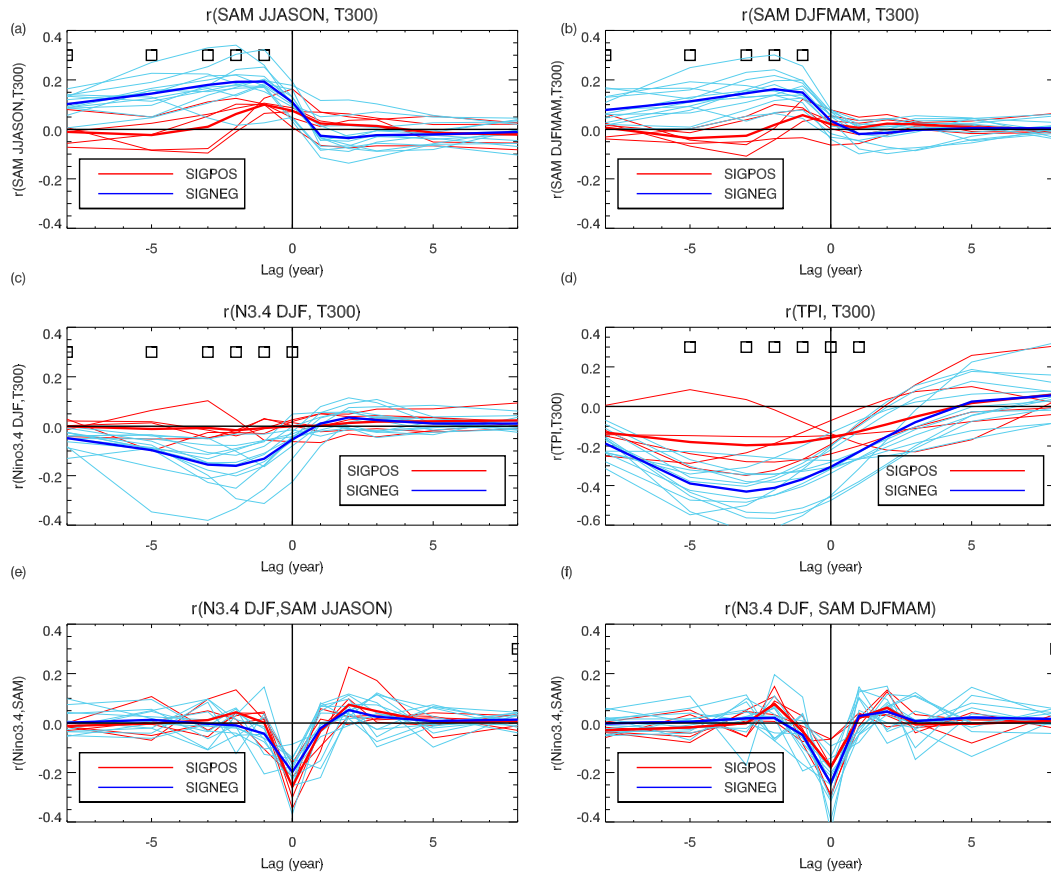 (a)
r(SAM JJASON, T300)
r(SAM JJASON,T300)
0.4
0.2
0.0
-0.2
-0.4
SIGPOS
SIGNEG
-5
0
5
Lag (year)
(b)
r(SAM DJFMAM, T300)
r(SAM DJFMAM,T300)
0.4
0.2
0.0
-0.2
-0.4
SIGPOS
SIGNEG
-5
0
5
Lag (year)
(c)
r(N3.4 DJF, T300)
r(Nino3.4 DJF,T300)
0.4
0.2
0.0
-0.2
-0.4
SIGPOS
SIGNEG
-5
0
5
Lag (year)
(d)
r(TPI, T300)
r(TPI,T300)
0.4
0.2
0.0
-0.2
-0.4
-0.6
SIGPOS
SIGNEG
-5
0
5
Lag (year)
(e)
r(N3.4 DJF,SAM JJASON)
r(Nino3.4,SAM)
0.4
0.2
0.0
-0.2
-0.4
SIGPOS
SIGNEG
-5
0
5
Lag (year)
(f)
r(N3.4 DJF, SAM DJFMAM)
r(Nino3.4,SAM)
0.4
0.2
0.0
-0.2
-0.4
SIGPOS
SIGNEG
-5
0
5
Lag (year)